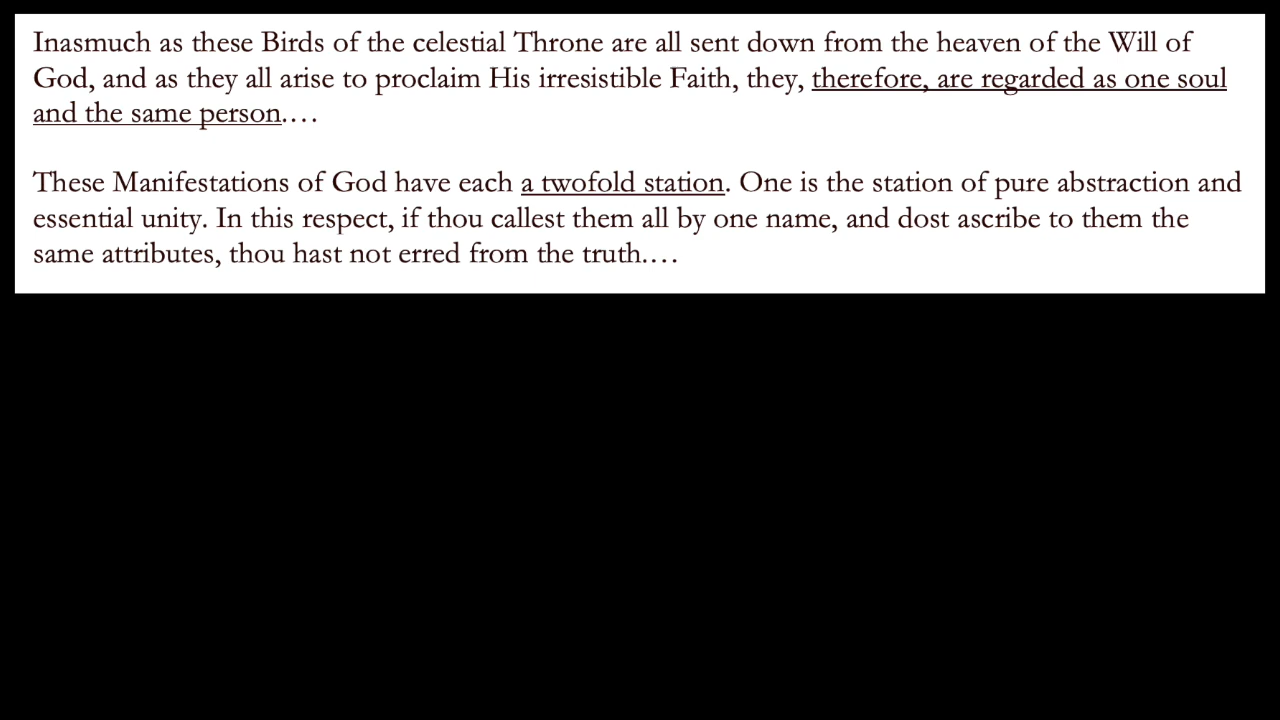 Inasmuch as these Birds of the celestial Throne are all sent down from the heaven of the Will of
God, and as they all arise to proclaim His irresistible Faith, they, therefore, are regarded as one soul
and the same person.…
These Manifestations of God have each a twofold station. One is the station of pure abstraction and
essential unity. In this respect, if thou callest them all by one name, and dost ascribe to them the
same attributes, thou hast not erred from the truth.…